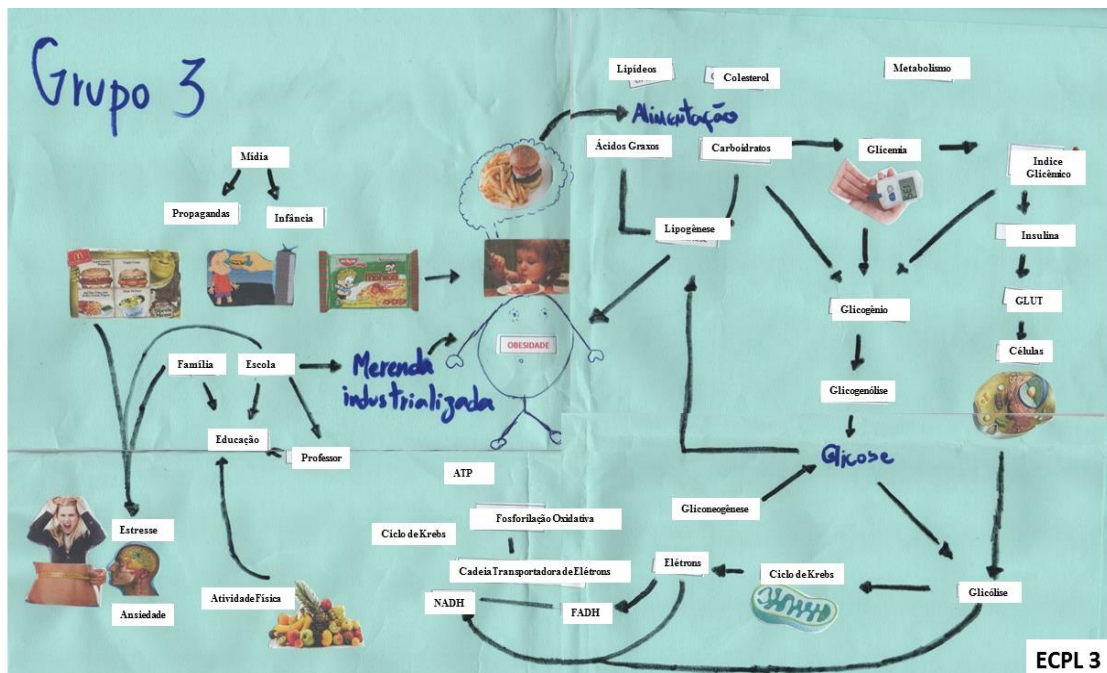 Grupo 3
Lipídeos
Colesterol
Metabolismo
Alimentação
Ácidos Graxos
Carboidratos
Glicemia
Indice
Glicêmico
Mídia
Propagandas
Infância
Lipogênese
Insulina
Glicogênio
GLUT
Células
OBESIDADE
Família
Escola
Merenda
industrializada
Glicogenólise
Educação
Professor
Glicose
ATP
Gliconeogênese
Fosforilação Oxidativa
Ciclo de Krebs
Estresse
Cadeia Transportadora de Elétrons
Elétrons
Ciclo de Krebs
Glicólise
NADH
FADH
Atividade Física
Ansiedade
ECPL 3